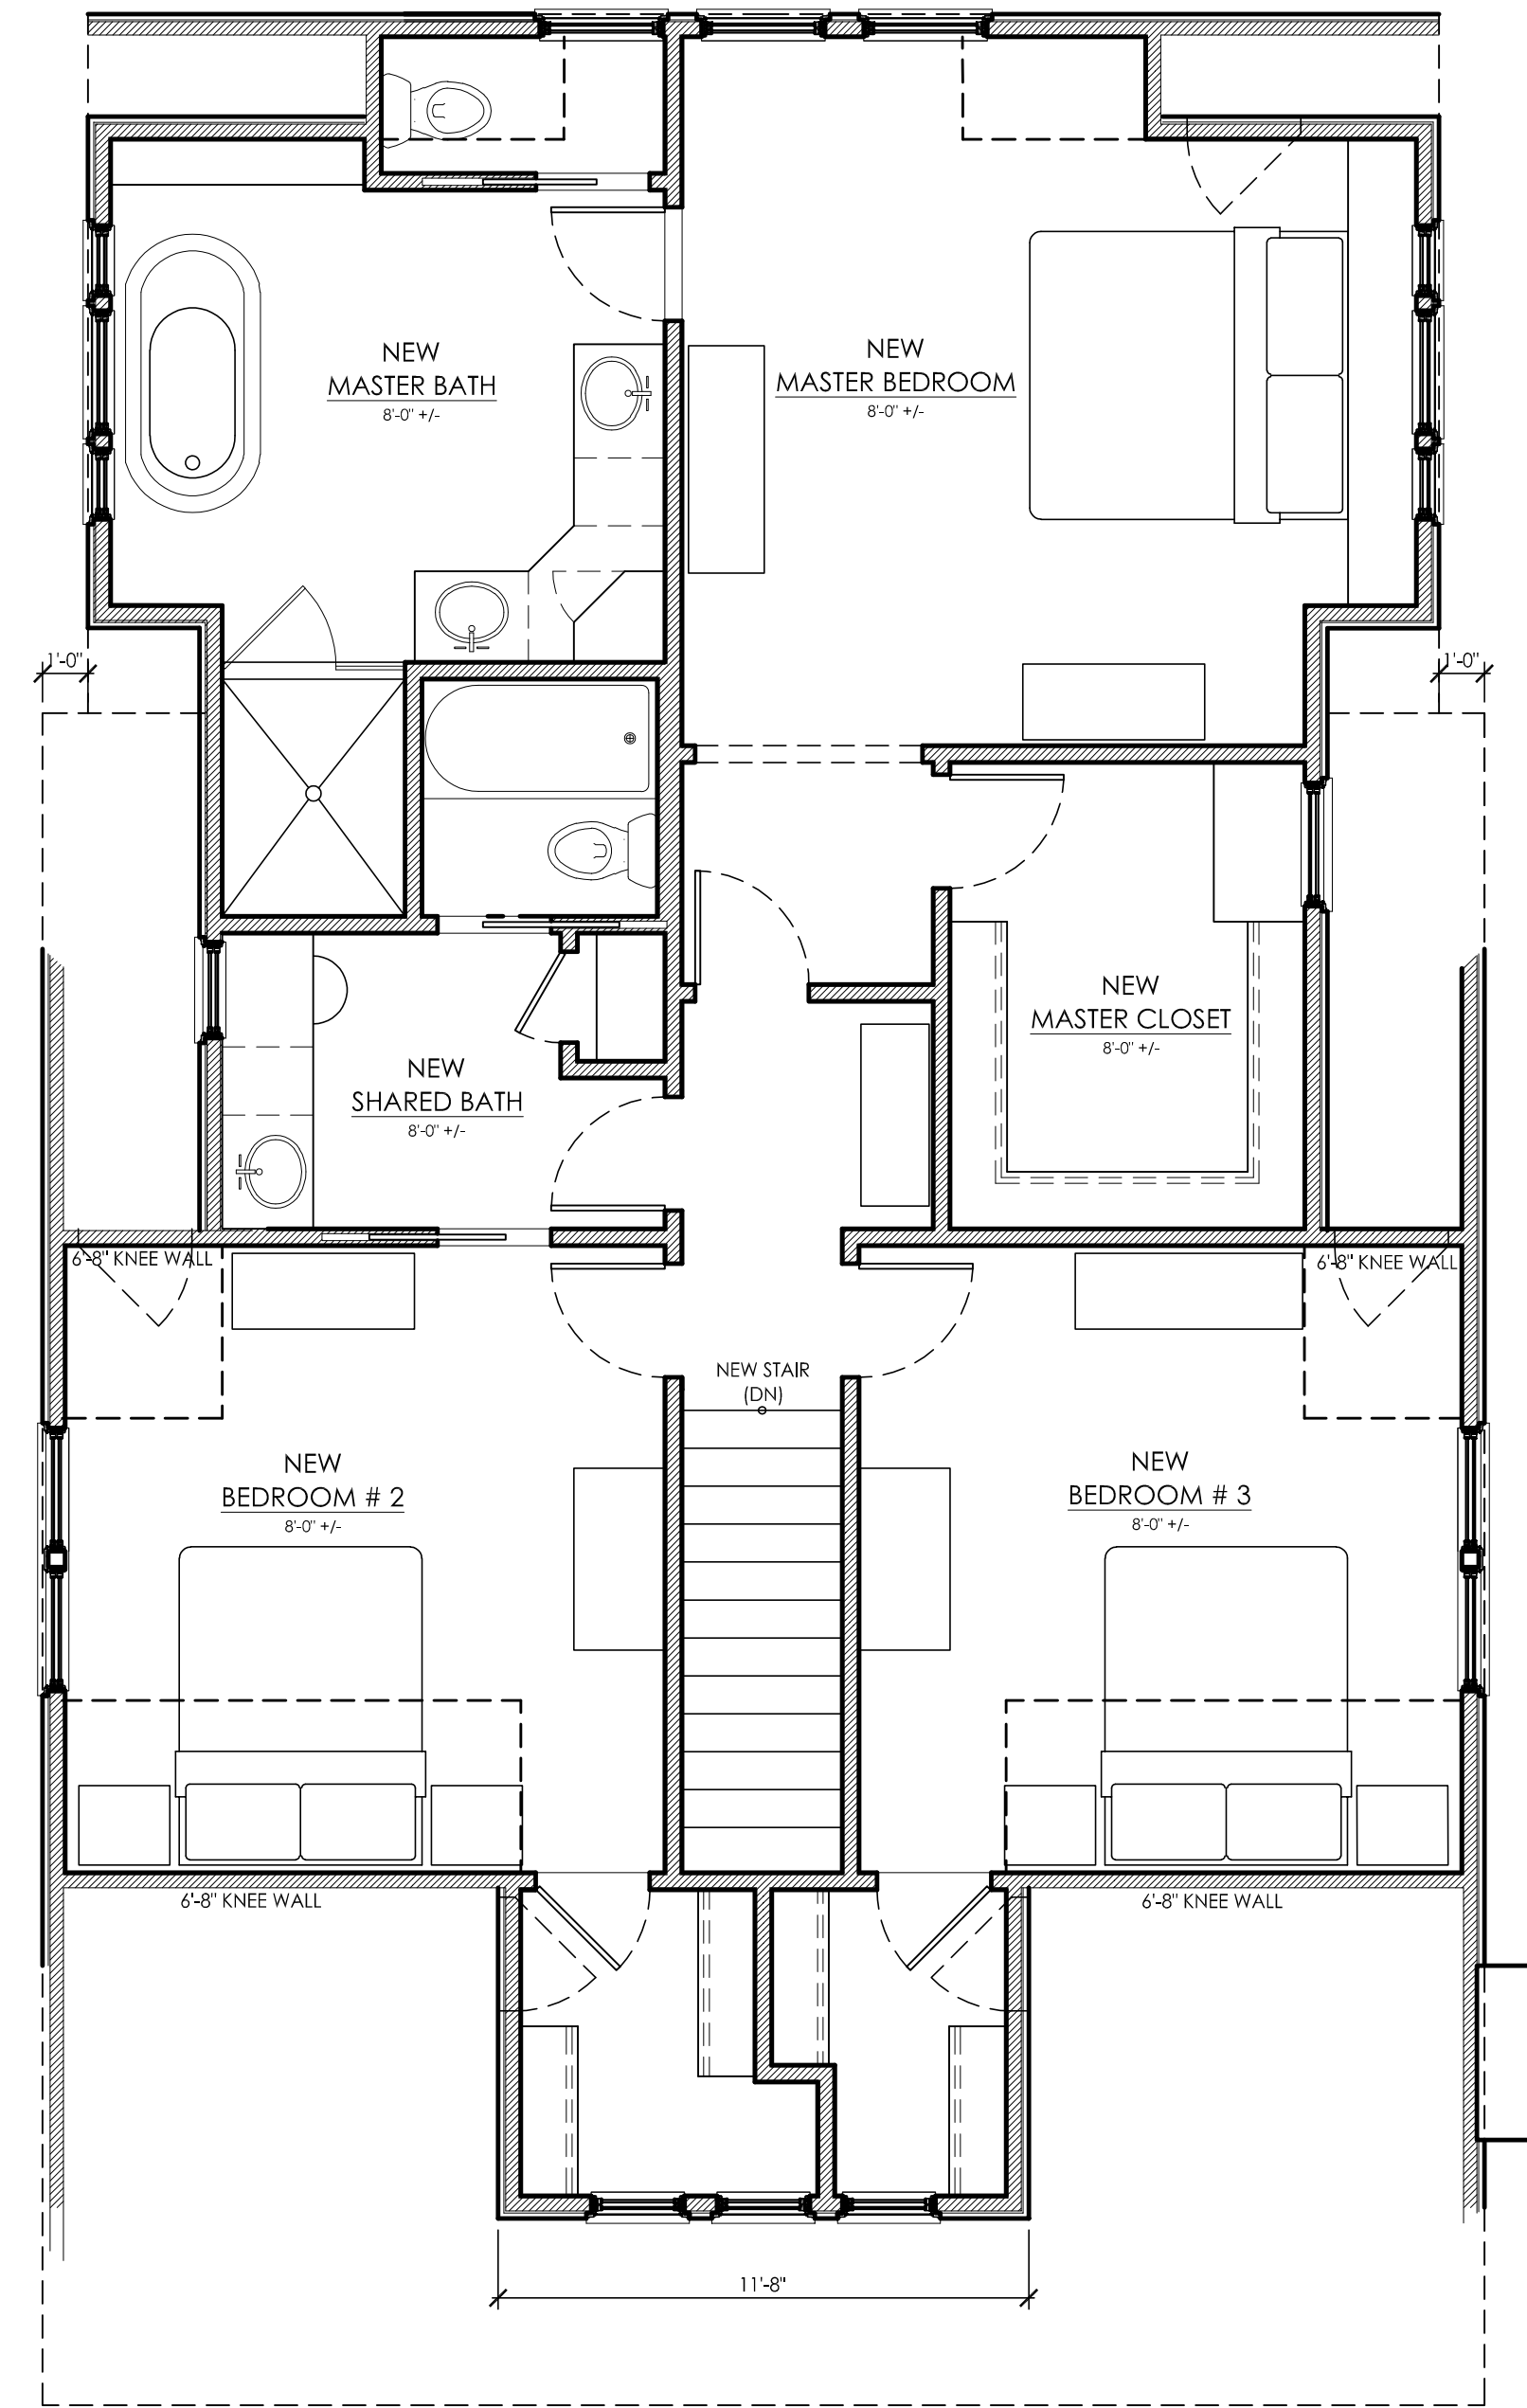 NEW
MASTER BATH
8'-0" +/-
NEW
MASTER BEDROOM
8'-0" +/-
1'-0"
1'-0"
NEW
MASTER CLOSET
8'-0" +/-
NEW
SHARED BATH
8'-0" +/-
6'-8" KNEE WALL
6'-8" KNEE WALL
NEW STAIR
(DN)
NEW
BEDROOM # 2
8'-0" +/-
NEW
BEDROOM # 3
8'-0" +/-
6'-8" KNEE WALL
6'-8" KNEE WALL
11'-8"